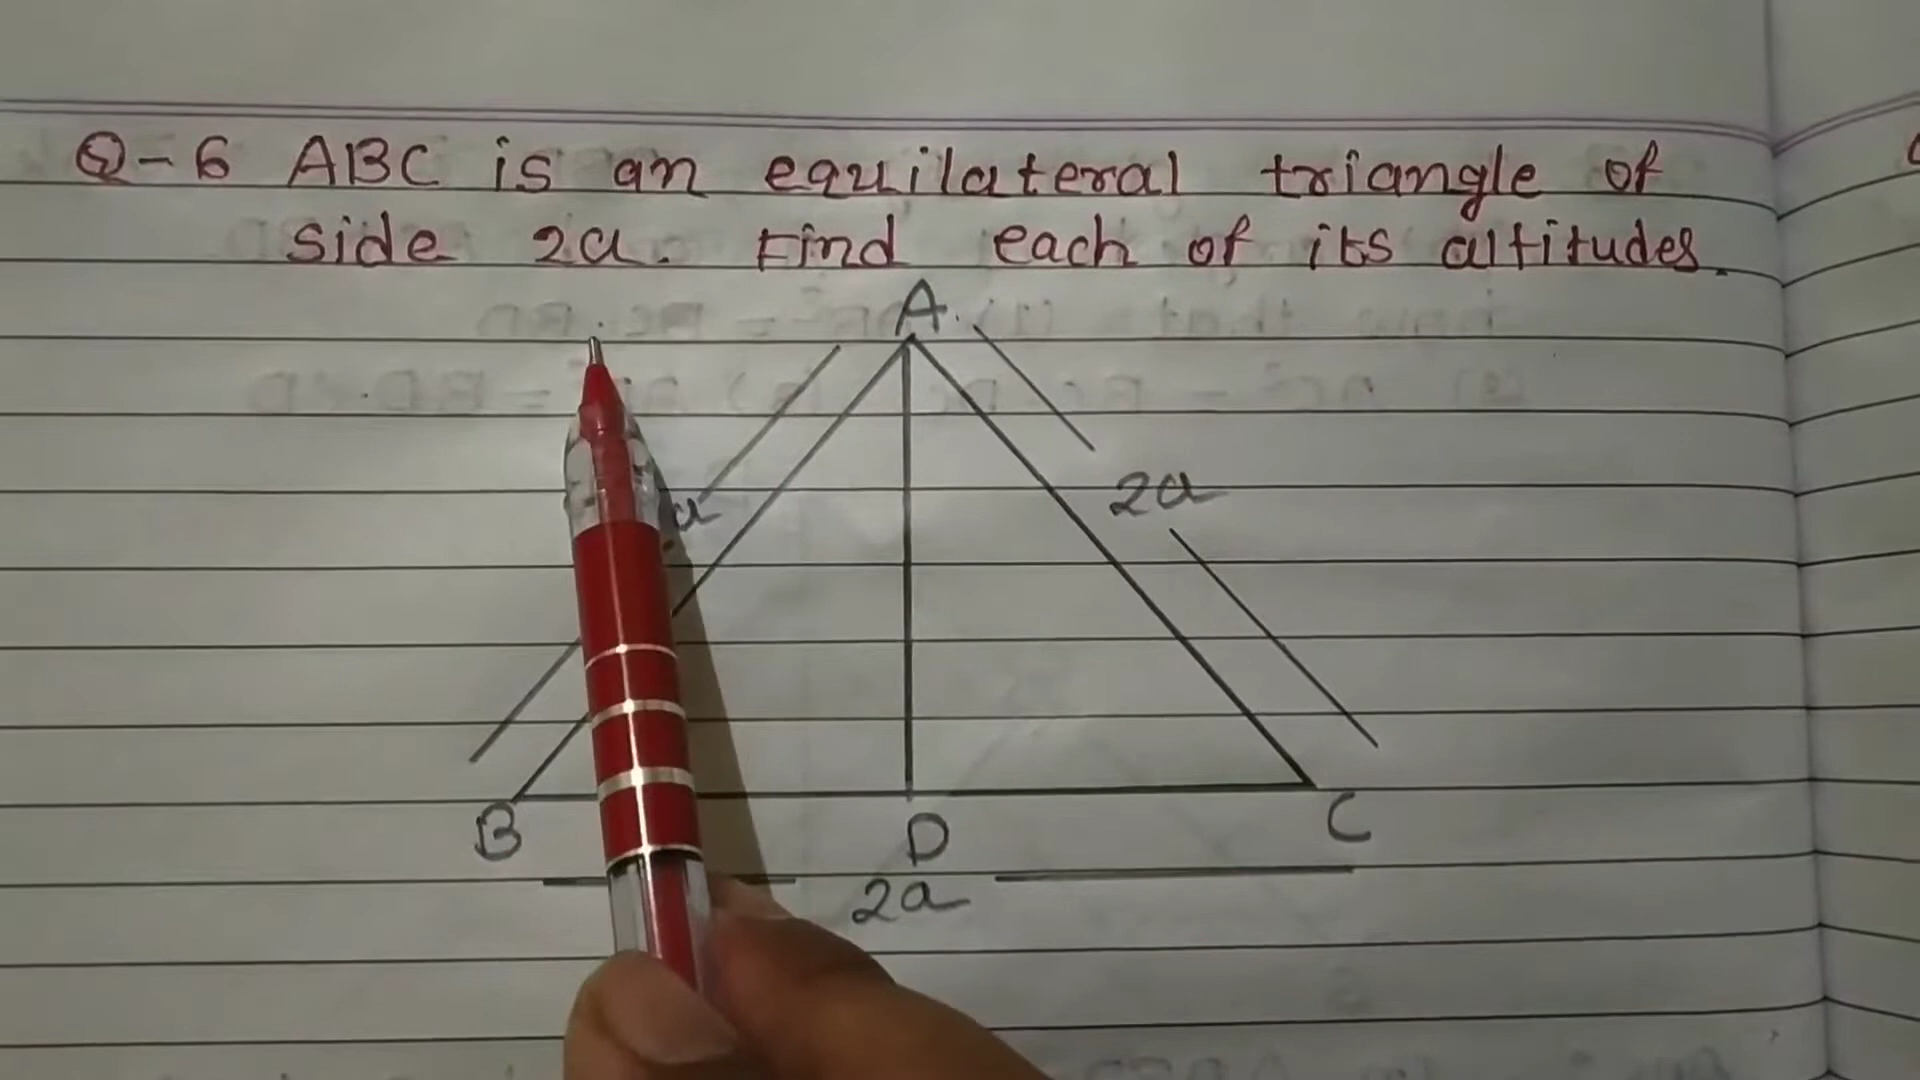 Q-6 ABC is an equilateral triangle of
side 2a. Find each of its altitudes.
A
2a
B
D
C
2a